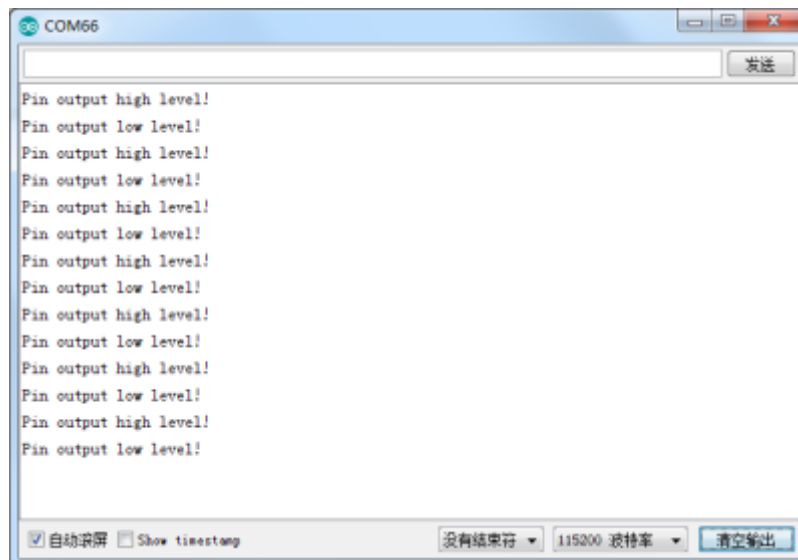 COM66
发送
Pin output high level!
Pin output low level!
Pin output high level!
Pin output low level!
Pin output high level!
Pin output low level!
Pin output high level!
Pin output low level!
Pin output high level!
Pin output low level!
Pin output high level!
Pin output low level!
Pin output high level!
Pin output low level!
自动滚屏 Show timestamp 没有结束符 115200 波特率 清空输出